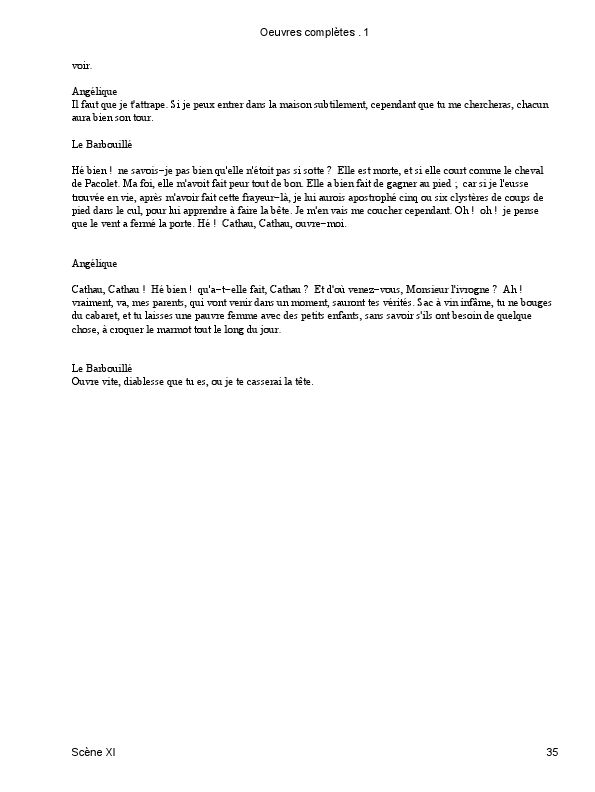 Oeuvres complètes . 1
voir.
Angélique
Il faut que je t'attrape. Si je peux entrer dans la maison subtilement, cependant que tu me chercheras, chacun
aura bien son tour.
Le Barbouillé
Hé bien ! ne savois−je pas bien qu'elle n'étoit pas si sotte ? Elle est morte, et si elle court comme le cheval
de Pacolet. Ma foi, elle m'avoit fait peur tout de bon. Elle a bien fait de gagner au pied ; car si je l'eusse
trouvée en vie, après m'avoir fait cette frayeur−là, je lui aurois apostrophé cinq ou six clystères de coups de
pied dans le cul, pour lui apprendre à faire la bête. Je m'en vais me coucher cependant. Oh ! oh ! je pense
que le vent a fermé la porte. Hé ! Cathau, Cathau, ouvre−moi.
Angélique
Cathau, Cathau ! Hé bien ! qu'a−t−elle fait, Cathau ? Et d'où venez−vous, Monsieur l'ivrogne ? Ah !
vraiment, va, mes parents, qui vont venir dans un moment, sauront tes vérités. Sac à vin infâme, tu ne bouges
du cabaret, et tu laisses une pauvre femme avec des petits enfants, sans savoir s'ils ont besoin de quelque
chose, à croquer le marmot tout le long du jour.
Le Barbouillé
Ouvre vite, diablesse que tu es, ou je te casserai la tête.
Scène XI 35